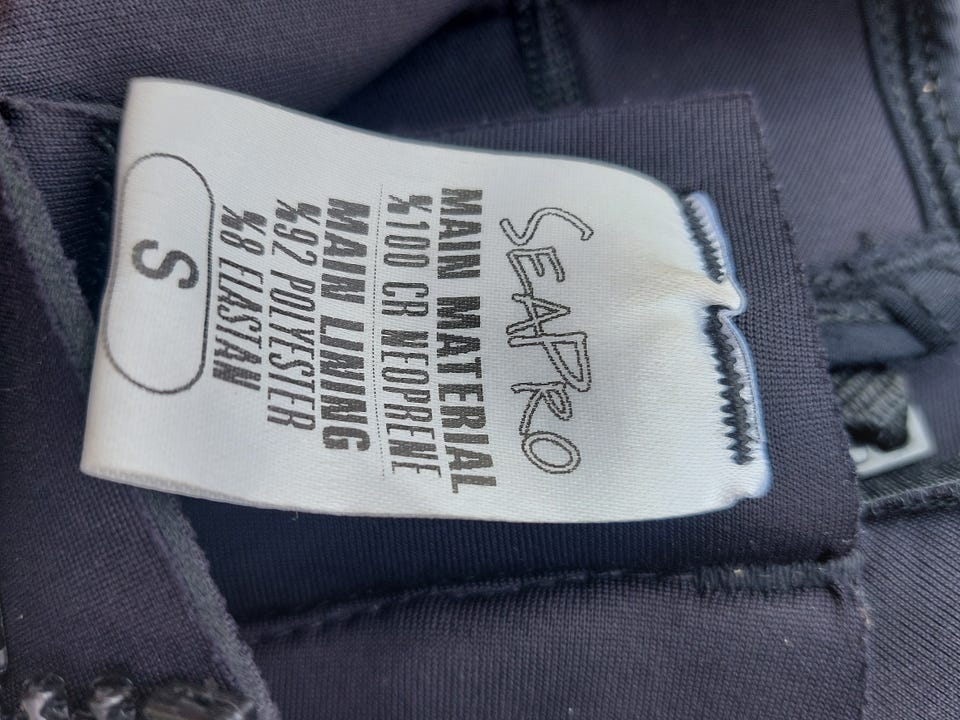 SEAPRO
MAIN MATERIAL
%100 CR NEOPRENE
MAIN LINING
%92 POLYESTER
%8 ELASTAN
S